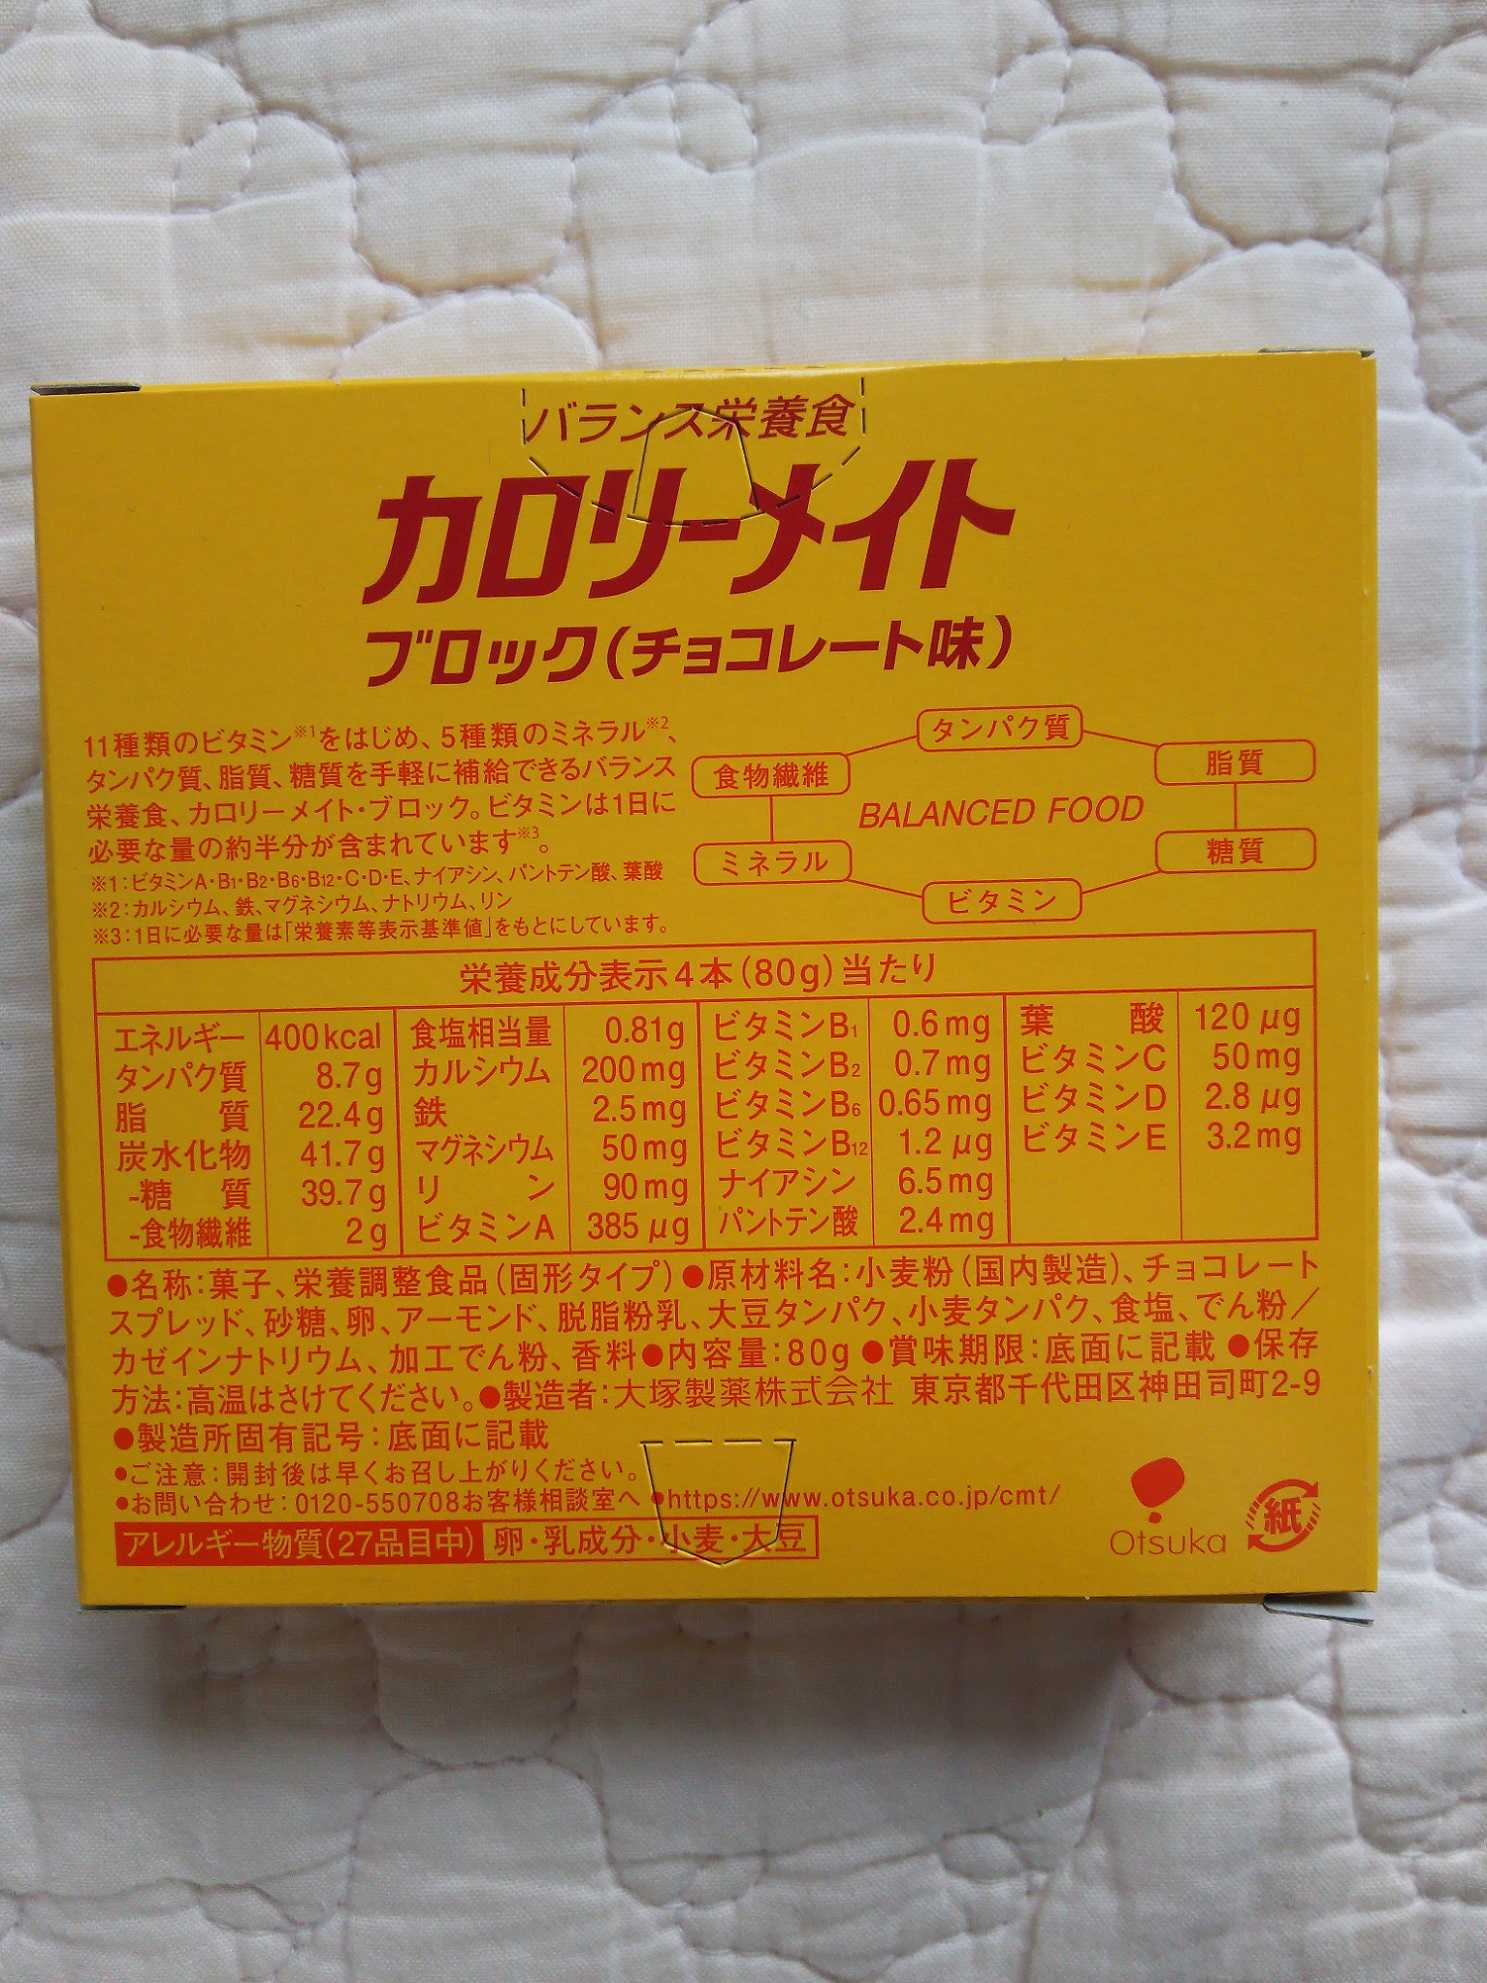 バランス栄養食
カロリーメイト
ブロック(チョコレート味)
11種類のビタミン※1をはじめ、5種類のミネラル※2、
タンパク質、脂質、糖質を手軽に補給できるバランス
栄養食、カロリーメイト・ブロック。ビタミンは1日に
必要な量の約半分が含まれています※3。
※1:ビタミンA・B1・B2・B6・B12・C・D・E、ナイアシン、パントテン酸、葉酸
※2:カルシウム、鉄、マグネシウム、ナトリウム、リン
※3:1日に必要な量は「栄養素等表示基準値」をもとにしています。
タンパク質
食物繊維
脂質
BALANCED FOOD
ミネラル
糖質
ビタミン
栄養成分表示4本(80g)当たり
エネルギー 400kcal 食塩相当量 0.81g ビタミンB1 0.6mg 葉酸 120μg
タンパク質 8.7g カルシウム 200mg ビタミンB2 0.7mg ビタミンC 50mg
脂質 22.4g 鉄 2.5mg ビタミンB6 0.65mg ビタミンD 2.8μg
炭水化物 41.7g マグネシウム 50mg ビタミンB12 1.2μg ビタミンE 3.2mg
-糖質 39.7g リン 90mg ナイアシン 6.5mg
-食物繊維 2g ビタミンA 385μg パントテン酸 2.4mg
●名称:菓子、栄養調整食品(固形タイプ)●原材料名:小麦粉(国内製造)、チョコレート
スプレッド、砂糖、卵、アーモンド、脱脂粉乳、大豆タンパク、小麦タンパク、食塩、でん粉/
カゼインナトリウム、加工でん粉、香料●内容量:80g●賞味期限:底面に記載●保存
方法:高温はさけてください。●製造者:大塚製薬株式会社 東京都千代田区神田司町2-9
●製造所固有記号:底面に記載
●ご注意:開封後は早くお召し上がりください。
●お問い合わせ:0120-550708お客様相談室へ ●https://www.otsuka.co.jp/cmt/
アレルギー物質(27品目中) 卵・乳成分・小麦・大豆
Otsuka
紙